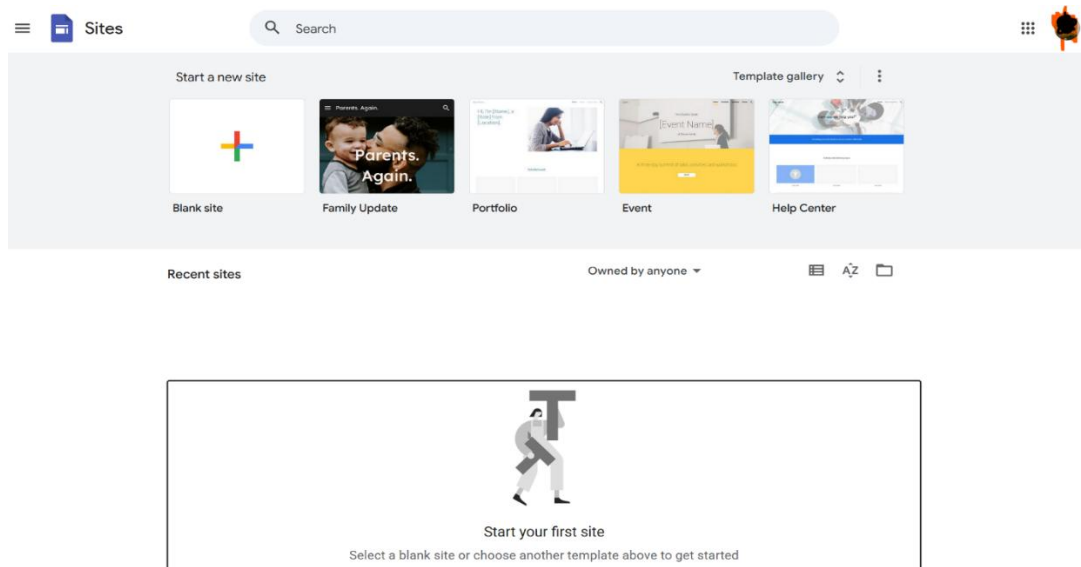 Sites
Search
Start a new site
Template gallery
Parents. Again.
Parents.
Again.
[Event Name]
Blank site
Family Update
Portfolio
Event
Help Center
Recent sites
Owned by anyone
AZ
T
T
Start your first site
Select a blank site or choose another template above to get started